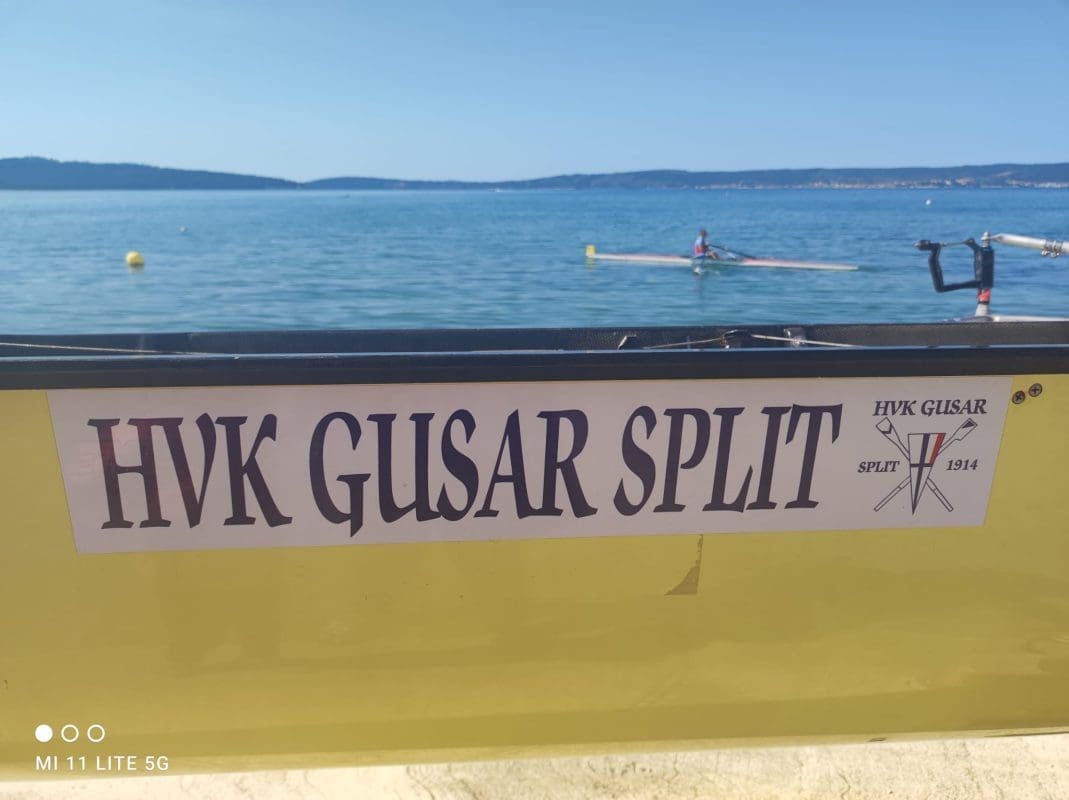 HVK GUSAR SPLIT
HVK GUSAR
SPLIT 1914
MI 11 LITE 5G